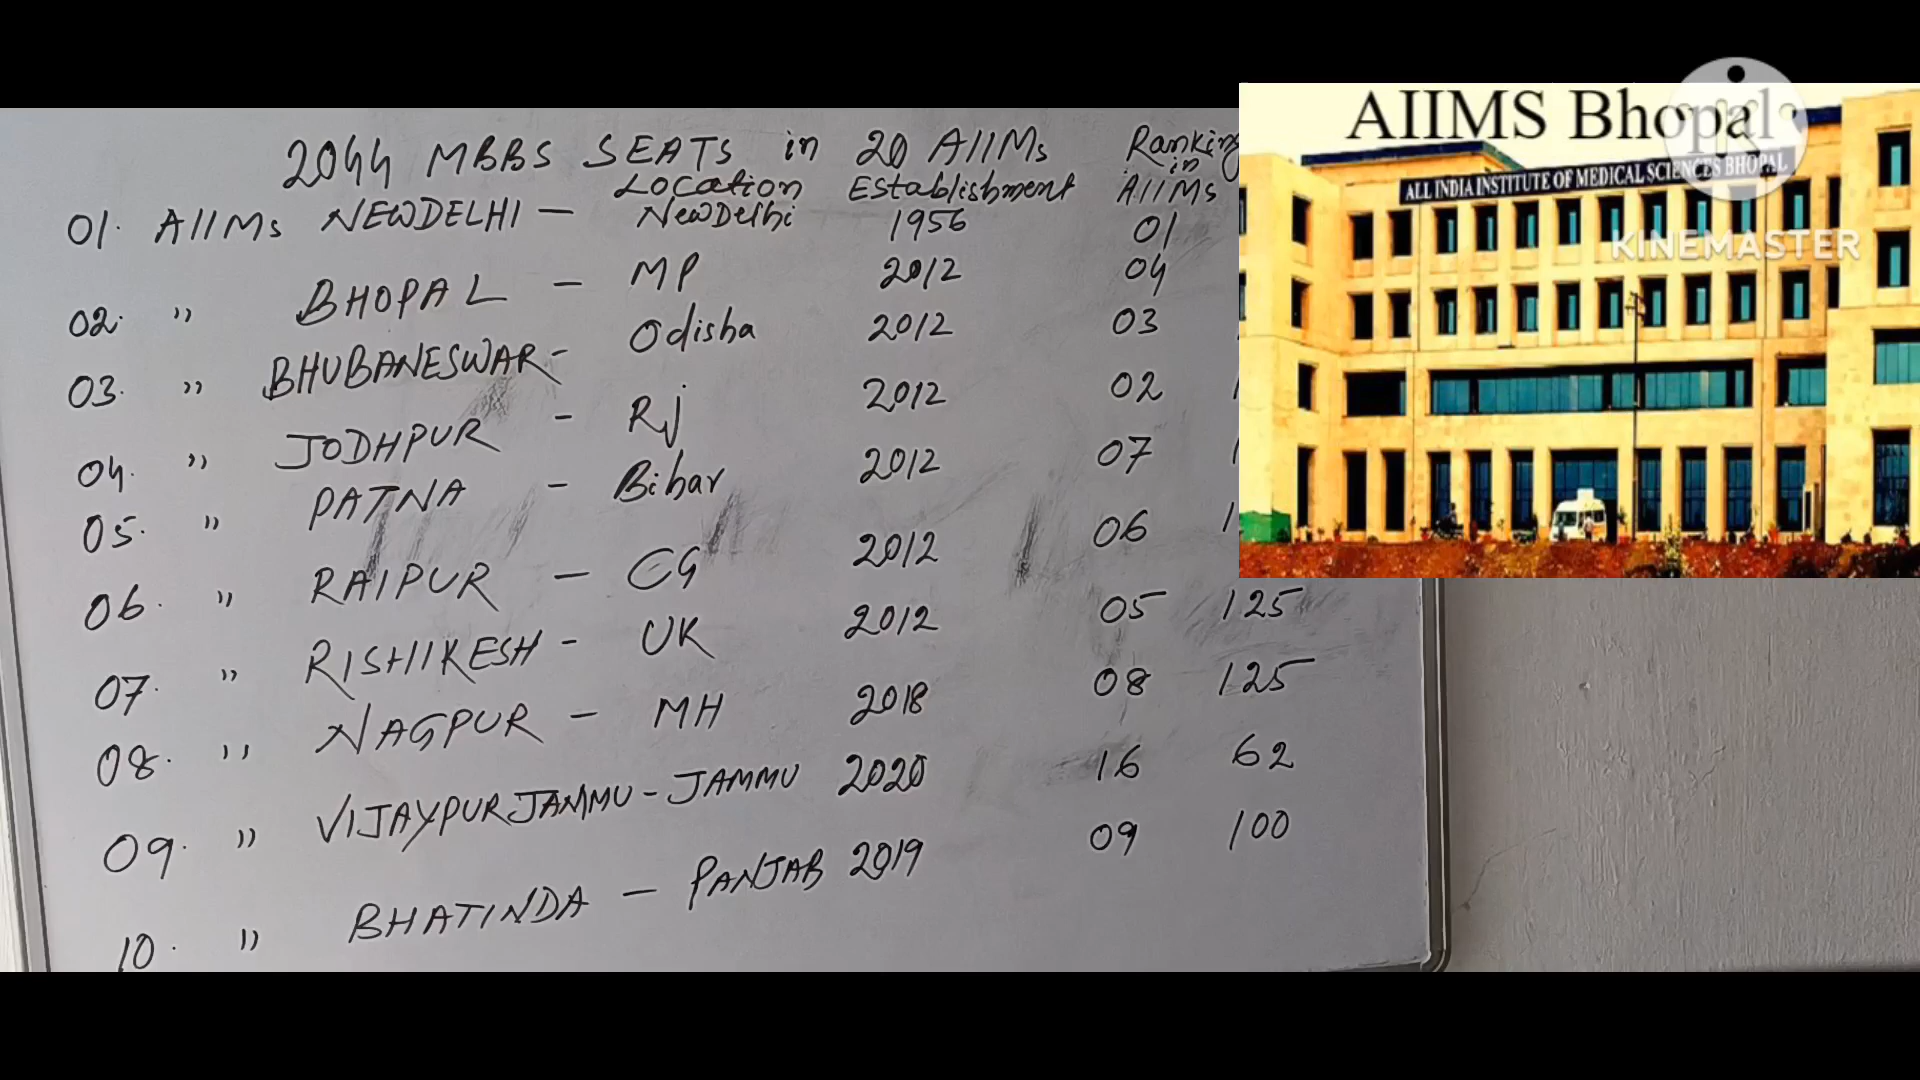 2044 MBBS SEATS in 20 AIIMs Ranking
Location Establishment in AIIMs
01. AIIMs NEWDELHI - NewDelhi 1956 01
02. " BHOPAL - MP 2012 04
03. " BHUBANESWAR - Odisha 2012 03
04. " JODHPUR - RJ 2012 02
05. " PATNA - Bihar 2012 07
06. " RAIPUR - CG 2012 06
07. " RISHIKESH - UK 2012 05 125
08. " NAGPUR - MH 2018 08 125
09. " VIJAYPUR JAMMU - JAMMU 2020 16 62
10. " BHATINDA - PANJAB 2019 09 100
AIIMS Bhopal
ALL INDIA INSTITUTE OF MEDICAL SCIENCES BHOPAL
KINEMASTER